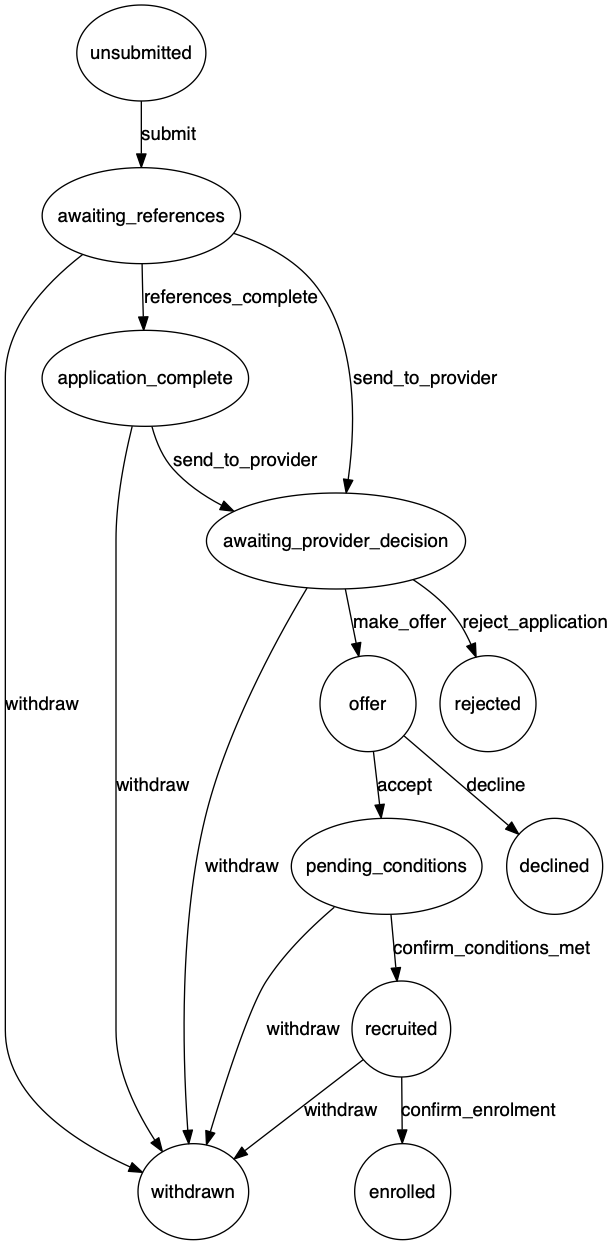 unsubmitted
submit
awaiting_references
references_complete
application_complete
send_to_provider
send_to_provider
awaiting_provider_decision
make_offer
reject_application
withdraw
offer
rejected
withdraw
accept
decline
withdraw
pending_conditions
declined
confirm_conditions_met
withdraw
recruited
withdraw
confirm_enrolment
withdrawn
enrolled